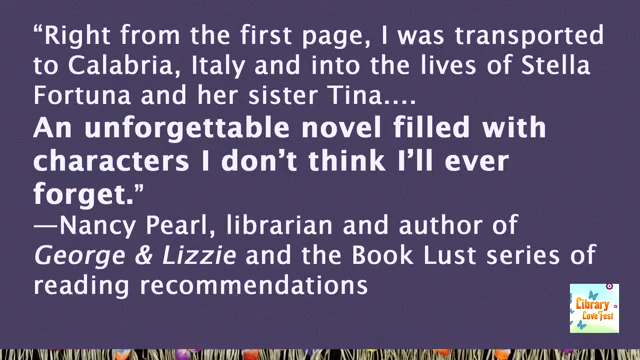 “Right from the first page, I was transported
to Calabria, Italy and into the lives of Stella
Fortuna and her sister Tina....
An unforgettable novel filled with
characters I don’t think I’ll ever
forget.”
—Nancy Pearl, librarian and author of
George & Lizzie and the Book Lust series of
reading recommendations
Library
Love Fest